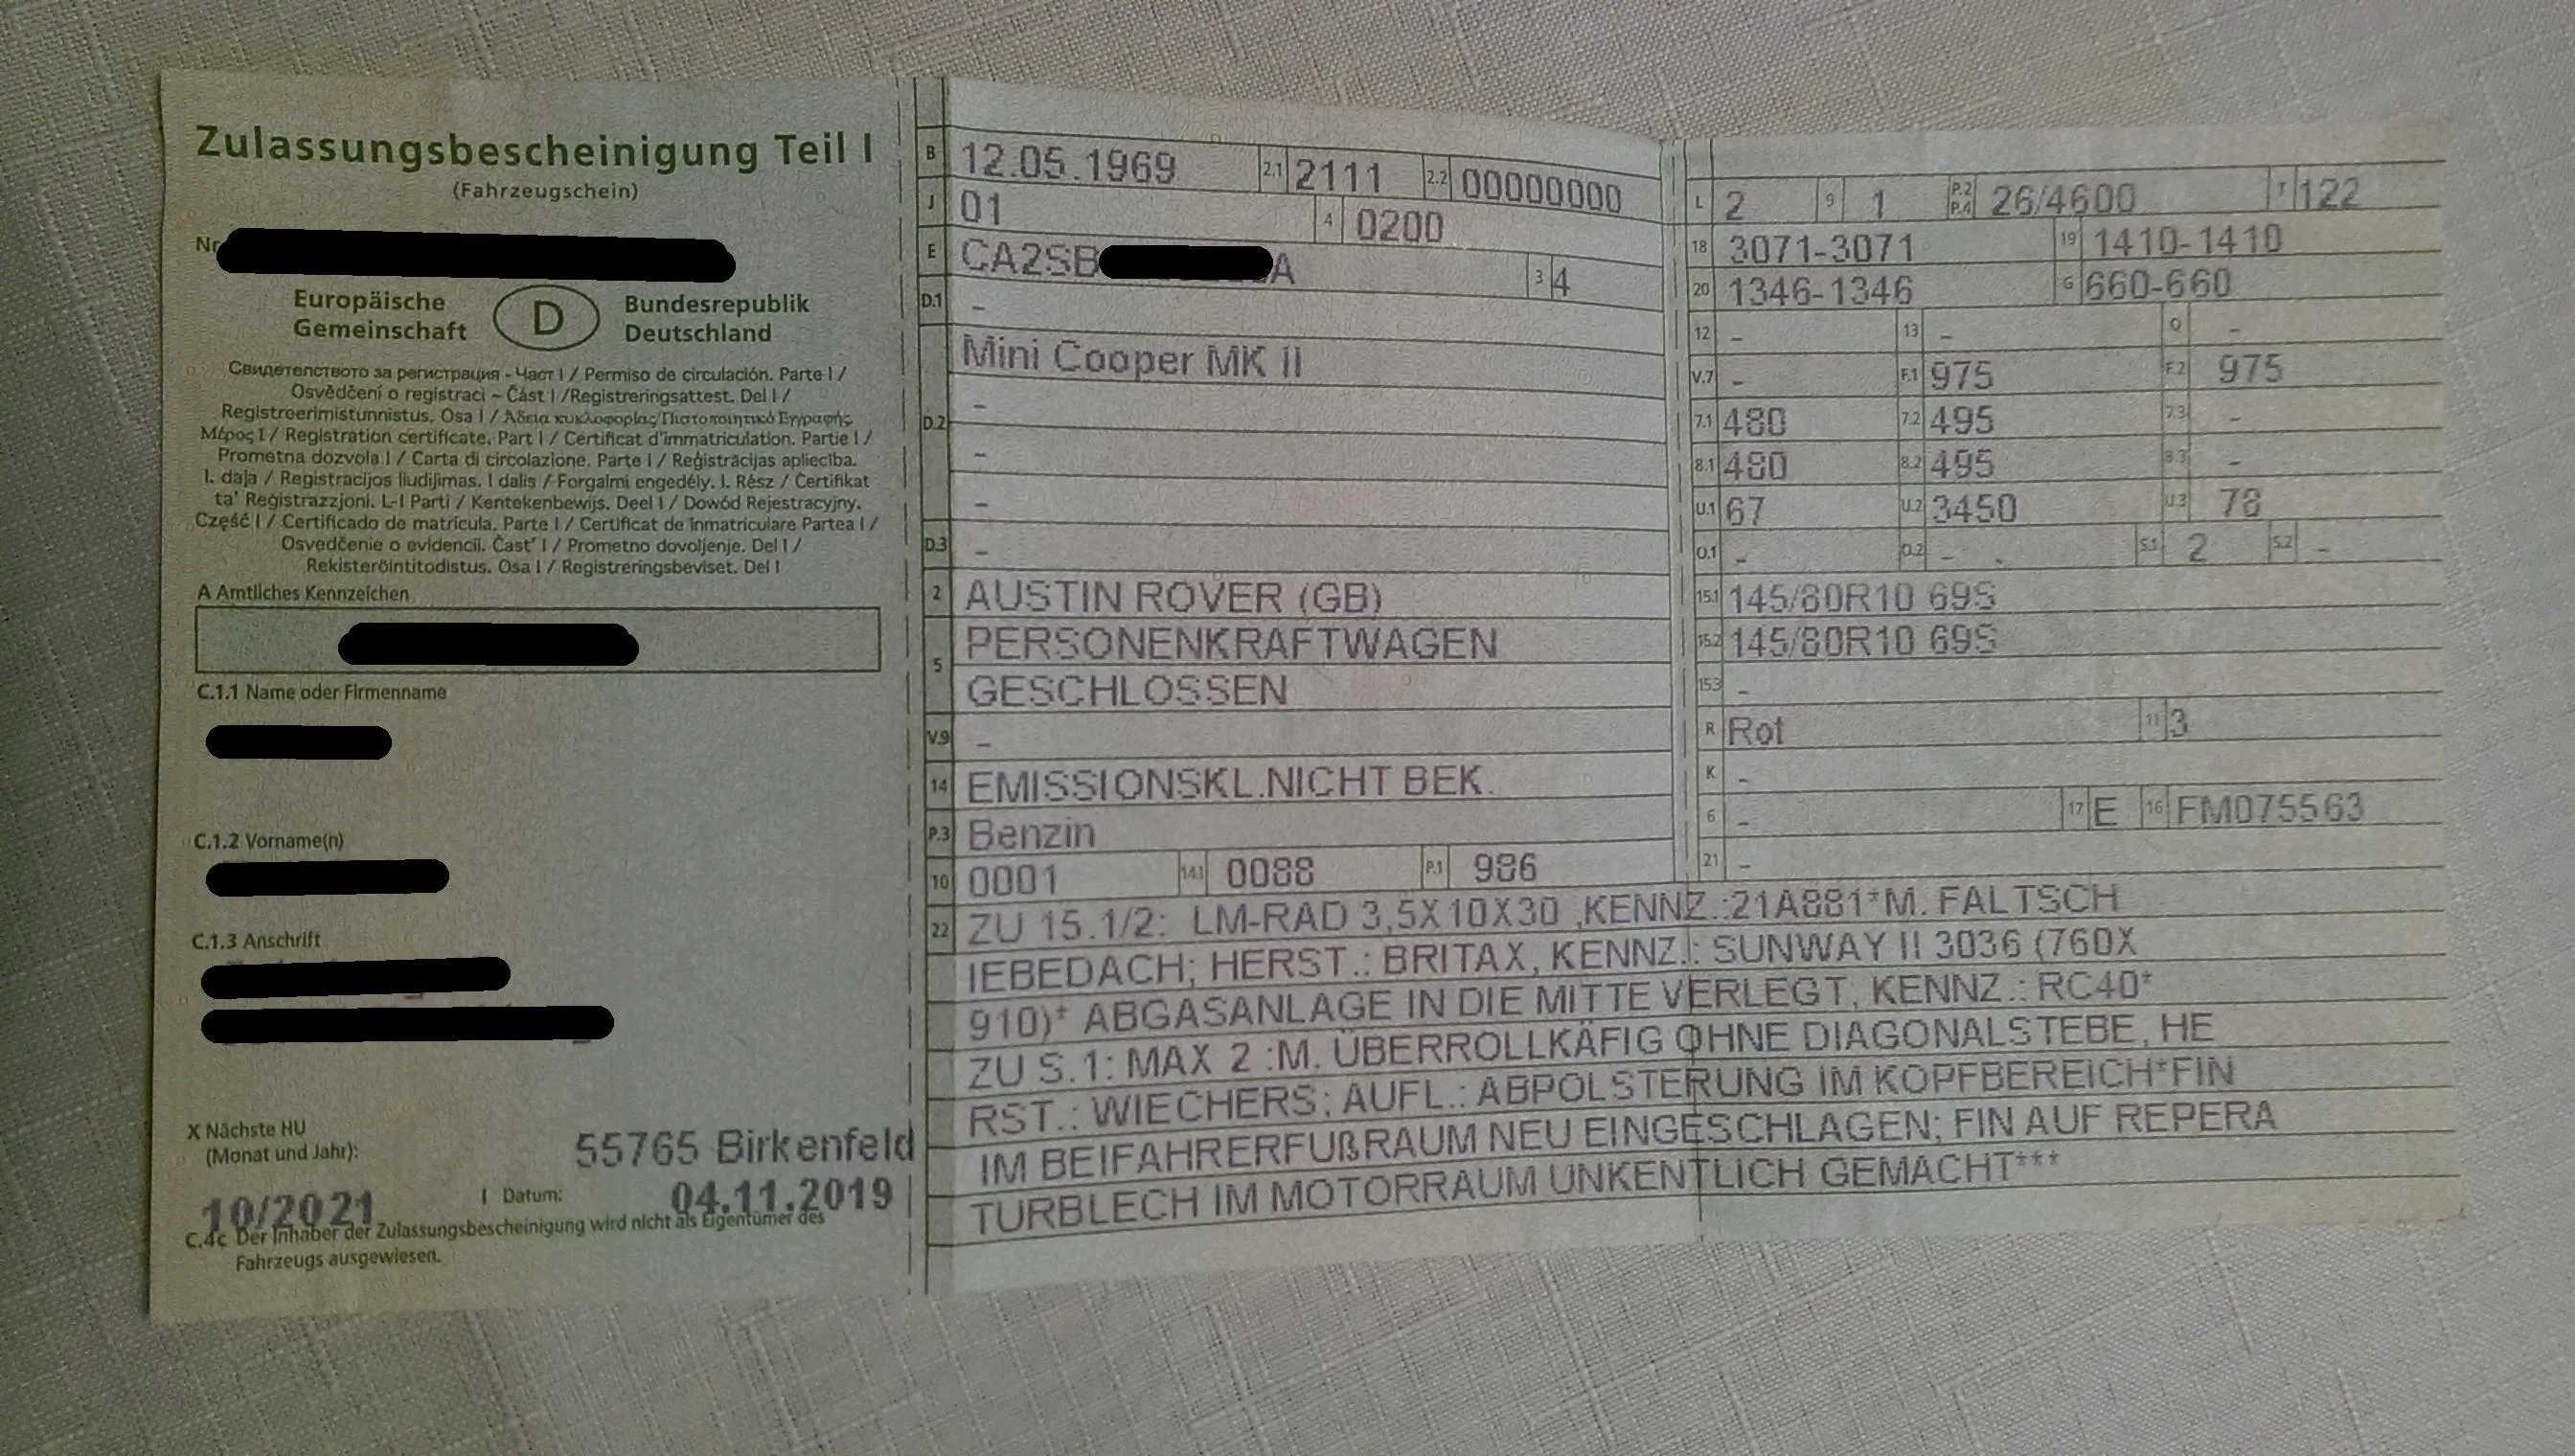 Zulassungsbescheinigung Teil I
(Fahrzeugschein)
Nr
Europäische Gemeinschaft
D
Bundesrepublik Deutschland
Свидетелството за регистрация - Част I / Permiso de circulación. Parte I /
Osvědčení o registraci – Část I /Registreringsattest. Del I /
Registreerimistunnistus. Osa I / Άδεια κυκλοφορίας/Πιστοποιητικό Εγγραφής.
Μέρος I / Registration certificate. Part I / Certificat d'immatriculation. Partie I /
Prometna dozvola I / Carta di circolazione. Parte I / Reģistrācijas apliecība.
I. daļa / Registracijos liudijimas. I dalis / Forgalmi engedély. I. Rész / Ċertifikat
ta' Reġistrazzjoni. L-I Parti / Kentekenbewijs. Deel I / Dowód Rejestracyjny.
Część I / Certificado de matrícula. Parte I / Certificat de înmatriculare Partea I /
Osvedčenie o evidencii. Časť I / Prometno dovoljenje. Del I /
Rekisteröintitodistus. Osa I / Registreringsbeviset. Del I
A Amtliches Kennzeichen
C.1.1 Name oder Firmenname
C.1.2 Vorname(n)
C.1.3 Anschrift
X Nächste HU
(Monat und Jahr):
55765 Birkenfeld
10/2021 I Datum: 04.11.2019
C.4c Der Inhaber der Zulassungsbescheinigung wird nicht als Eigentümer des
Fahrzeugs ausgewiesen.
B 12.05.1969 2.1 2111 2.2 00000000
J 01 4 0200
E CA2SB A 3 4
D.1 -
Mini Cooper MK II
-
D.2
-
-
D.3 -
2 AUSTIN ROVER (GB)
PERSONENKRAFTWAGEN
5
GESCHLOSSEN
V.9 -
14 EMISSIONSKL.NICHT BEK.
P.3 Benzin
10 0001 14.1 0088 P.1 986
L 2 9 1 P.2 P.4 26/4600 T 122
18 3071-3071 19 1410-1410
20 1346-1346 G 660-660
12 - 13 - Q -
V.7 - F.1 975 F.2 975
7.1 480 7.2 495 7.3 -
8.1 480 8.2 495 8.3 -
U.1 67 U.2 3450 U.3 78
O.1 - O.2 - S.1 2 S.2 -
15.1 145/80R10 69S
15.2 145/80R10 69S
15.3 -
R Rot 11 3
K -
6 - 17 E 16 FM075563
21 -
22 ZU 15.1/2: LM-RAD 3,5X10X30 ,KENNZ.:21A881*M. FALTSCH
IEBEDACH; HERST.: BRITAX, KENNZ.: SUNWAY II 3036 (760X
910)* ABGASANLAGE IN DIE MITTE VERLEGT, KENNZ.: RC40*
ZU S.1: MAX 2 :M. ÜBERROLLKÄFIG OHNE DIAGONALSTEBE, HE
RST.: WIECHERS; AUFL.: ABPOLSTERUNG IM KOPFBEREICH*FIN
IM BEIFAHRERFUßRAUM NEU EINGESCHLAGEN; FIN AUF REPERA
TURBLECH IM MOTORRAUM UNKENTLICH GEMACHT***